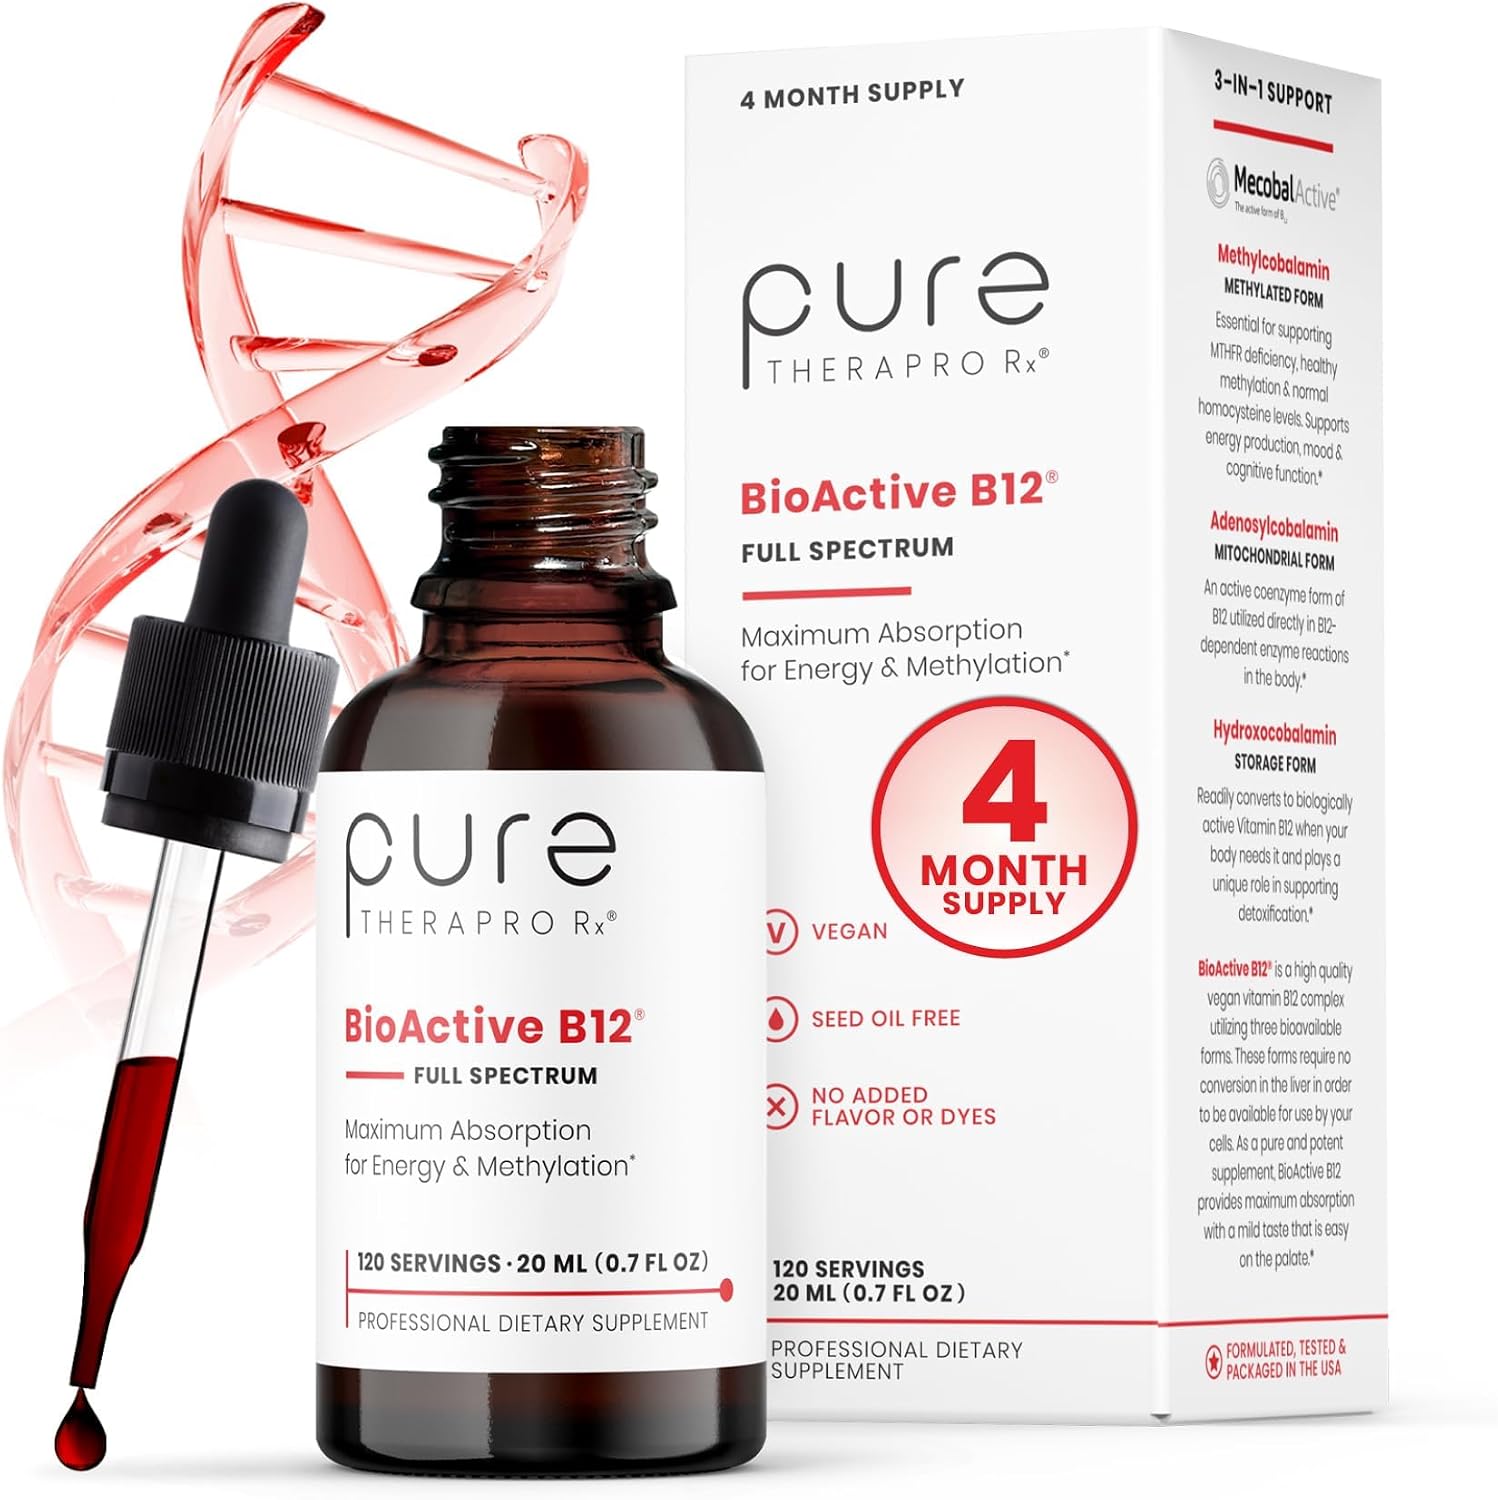 4 MONTH SUPPLY
pure
THERAPRO Rx®
BioActive B12®
FULL SPECTRUM
Maximum Absorption
for Energy & Methylation*
4
MONTH
SUPPLY
V VEGAN
SEED OIL FREE
NO ADDED
FLAVOR OR DYES
120 SERVINGS
20 ML (0.7 FL OZ)
PROFESSIONAL DIETARY
SUPPLEMENT
3-IN-1 SUPPORT
MecobalActive®
The active form of B12
Methylcobalamin
METHYLATED FORM
Essential for supporting
MTHFR deficiency, healthy
methylation & normal
homocysteine levels. Supports
energy production, mood &
cognitive function.*
Adenosylcobalamin
MITOCHONDRIAL FORM
An active coenzyme form of
B12 utilized directly in B12-
dependent enzyme reactions
in the body.*
Hydroxocobalamin
STORAGE FORM
Readily converts to biologically
active Vitamin B12 when your
body needs it and plays a
unique role in supporting
detoxification.*
BioActive B12® is a high quality
vegan vitamin B12 complex
utilizing three bioavailable
forms. These forms require no
conversion in the liver in order
to be available for use by your
cells. As a pure and potent
supplement, BioActive B12
provides maximum absorption
with a mild taste that is easy
on the palate.*
FORMULATED, TESTED &
PACKAGED IN THE USA
pure
THERAPRO Rx®
BioActive B12®
FULL SPECTRUM
Maximum Absorption
for Energy & Methylation*
120 SERVINGS · 20 ML (0.7 FL OZ)
PROFESSIONAL DIETARY SUPPLEMENT